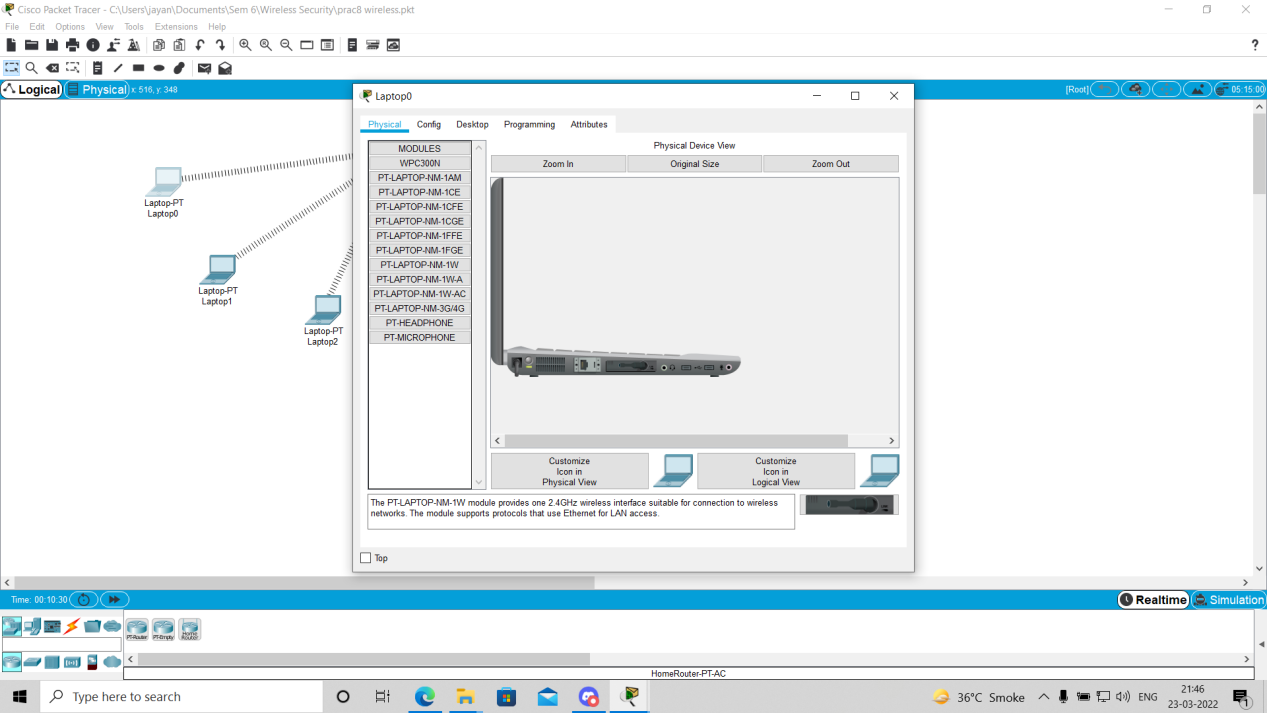 Cisco Packet Tracer - C:\Users\jayan\Documents\Sem 6\Wireless Security\prac8 wireless.pkt
File Edit Options View Tools Extensions Help
?
Logical Physical x: 516, y: 348
[Root] 05:15:00
Laptop-PT
Laptop0
Laptop-PT
Laptop1
Laptop-PT
Laptop2
Laptop0
Physical Config Desktop Programming Attributes
MODULES
WPC300N
PT-LAPTOP-NM-1AM
PT-LAPTOP-NM-1CE
PT-LAPTOP-NM-1CFE
PT-LAPTOP-NM-1CGE
PT-LAPTOP-NM-1FFE
PT-LAPTOP-NM-1FGE
PT-LAPTOP-NM-1W
PT-LAPTOP-NM-1W-A
PT-LAPTOP-NM-1W-AC
PT-LAPTOP-NM-3G/4G
PT-HEADPHONE
PT-MICROPHONE
Physical Device View
Zoom In Original Size Zoom Out
Customize
Icon in
Physical View
Customize
Icon in
Logical View
The PT-LAPTOP-NM-1W module provides one 2.4GHz wireless interface suitable for connection to wireless
networks. The module supports protocols that use Ethernet for LAN access.
Top
Time: 00:10:30
Realtime Simulation
PT-Router PT-Empty Home Router
HomeRouter-PT-AC
Type here to search
36°C Smoke
ENG
21:46
23-03-2022
1